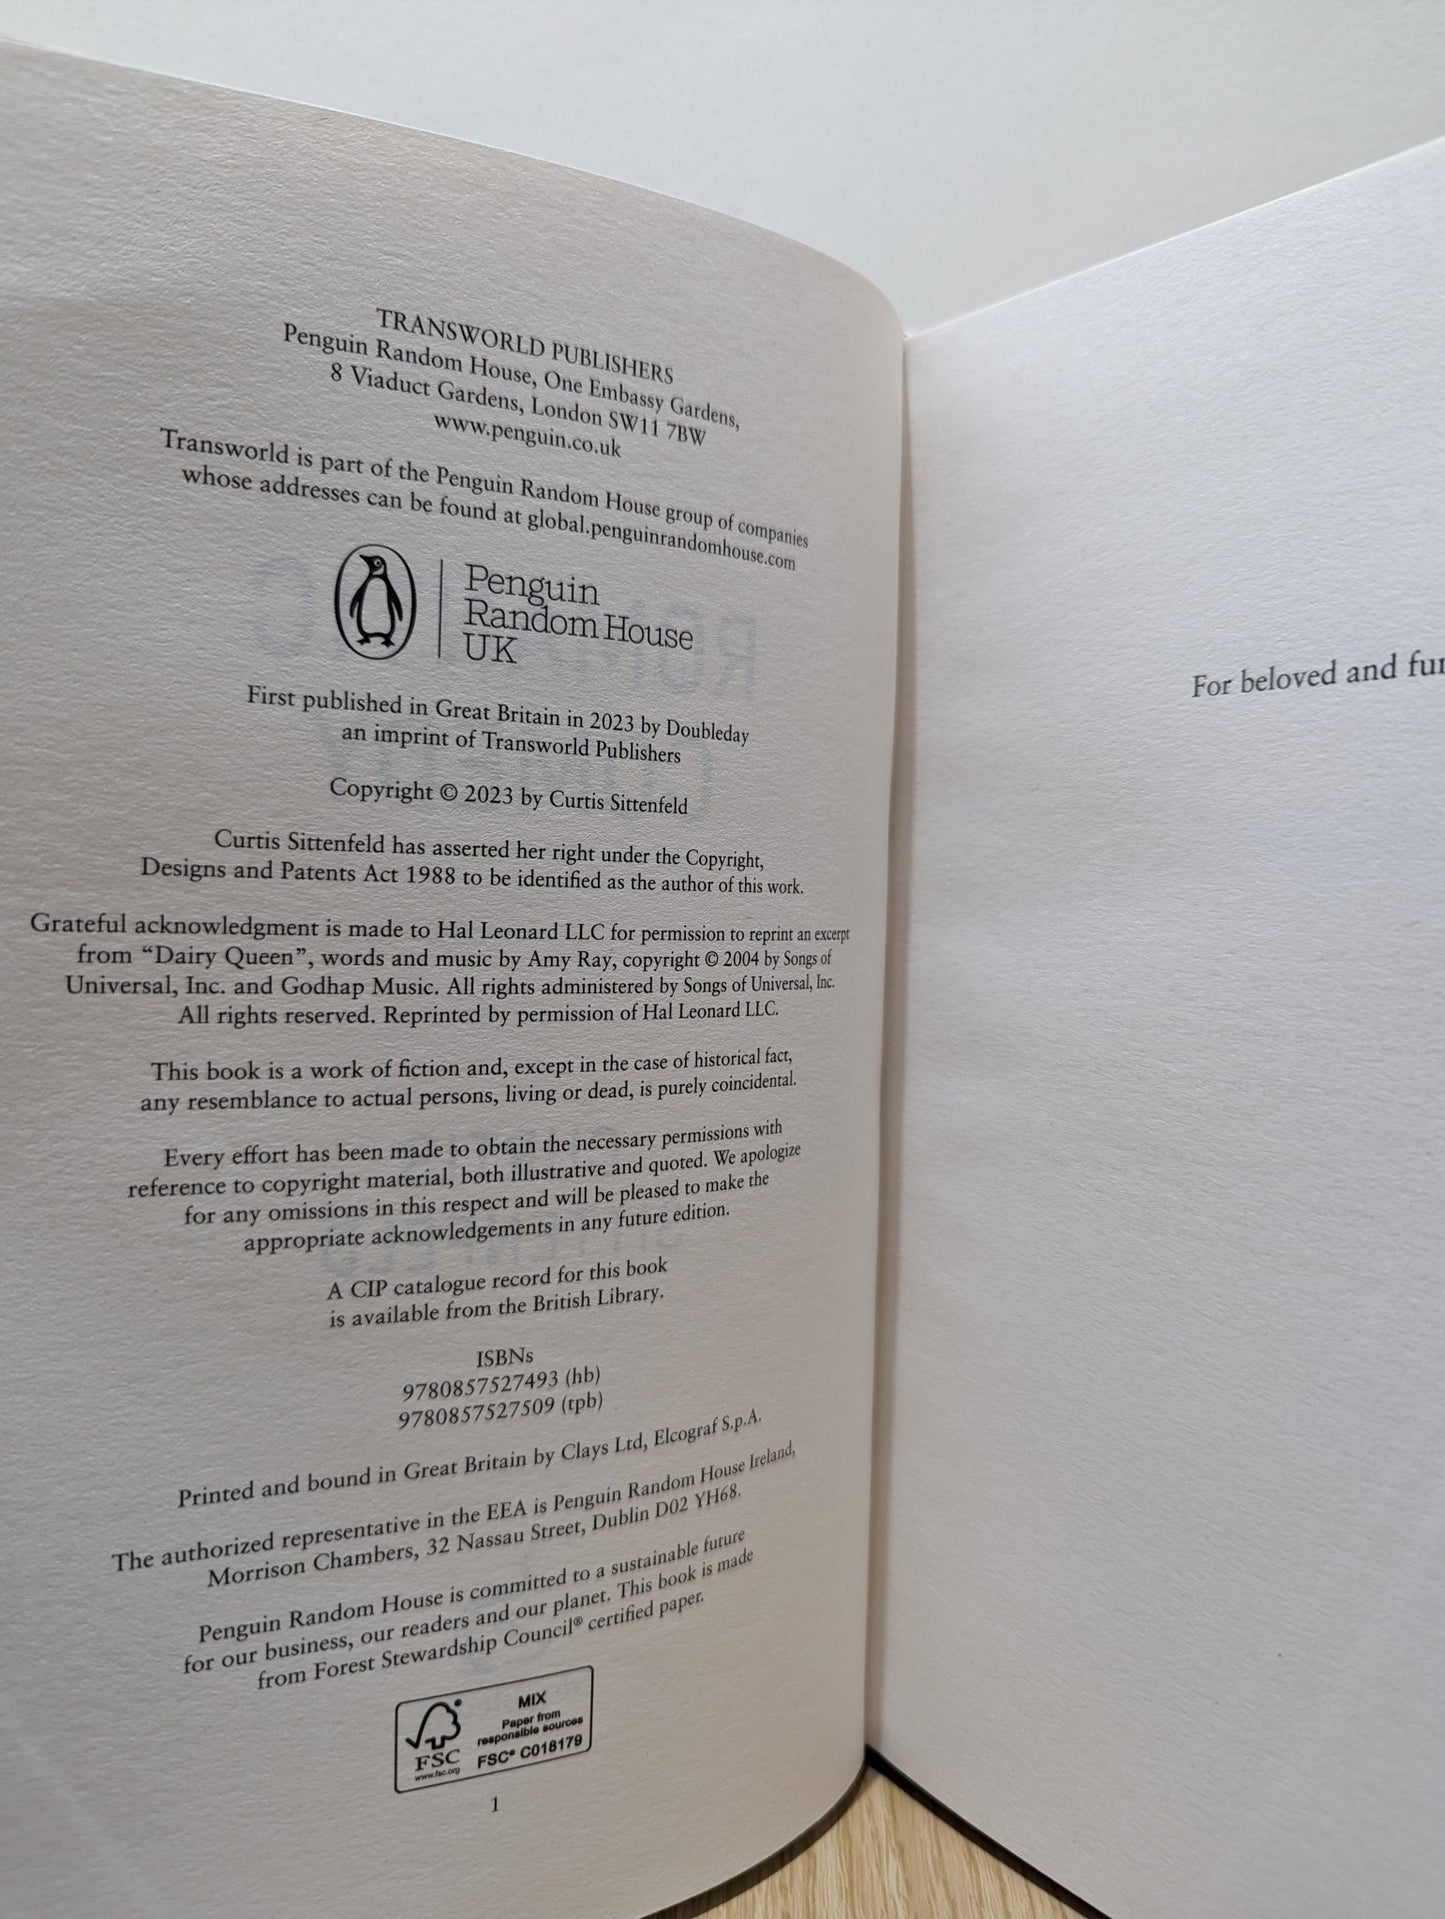 TRANSWORLD PUBLISHERS
Penguin Random House, One Embassy Gardens,
8 Viaduct Gardens, London SW11 7BW
www.penguin.co.uk
Transworld is part of the Penguin Random House group of companies
whose addresses can be found at global.penguinrandomhouse.com
Penguin
Random House
UK
First published in Great Britain in 2023 by Doubleday
an imprint of Transworld Publishers
Copyright © 2023 by Curtis Sittenfeld
Curtis Sittenfeld has asserted her right under the Copyright,
Designs and Patents Act 1988 to be identified as the author of this work.
Grateful acknowledgment is made to Hal Leonard LLC for permission to reprint an excerpt
from “Dairy Queen”, words and music by Amy Ray, copyright © 2004 by Songs of
Universal, Inc. and Godhap Music. All rights administered by Songs of Universal, Inc.
All rights reserved. Reprinted by permission of Hal Leonard LLC.
This book is a work of fiction and, except in the case of historical fact,
any resemblance to actual persons, living or dead, is purely coincidental.
Every effort has been made to obtain the necessary permissions with
reference to copyright material, both illustrative and quoted. We apologize
for any omissions in this respect and will be pleased to make the
appropriate acknowledgements in any future edition.
A CIP catalogue record for this book
is available from the British Library.
ISBNs
9780857527493 (hb)
9780857527509 (tpb)
Printed and bound in Great Britain by Clays Ltd, Elcograf S.p.A.
The authorized representative in the EEA is Penguin Random House Ireland,
Morrison Chambers, 32 Nassau Street, Dublin D02 YH68.
Penguin Random House is committed to a sustainable future
for our business, our readers and our planet. This book is made
from Forest Stewardship Council® certified paper.
FSC
www.fsc.org
MIX
Paper from
responsible sources
FSC® C018179
1
For beloved and